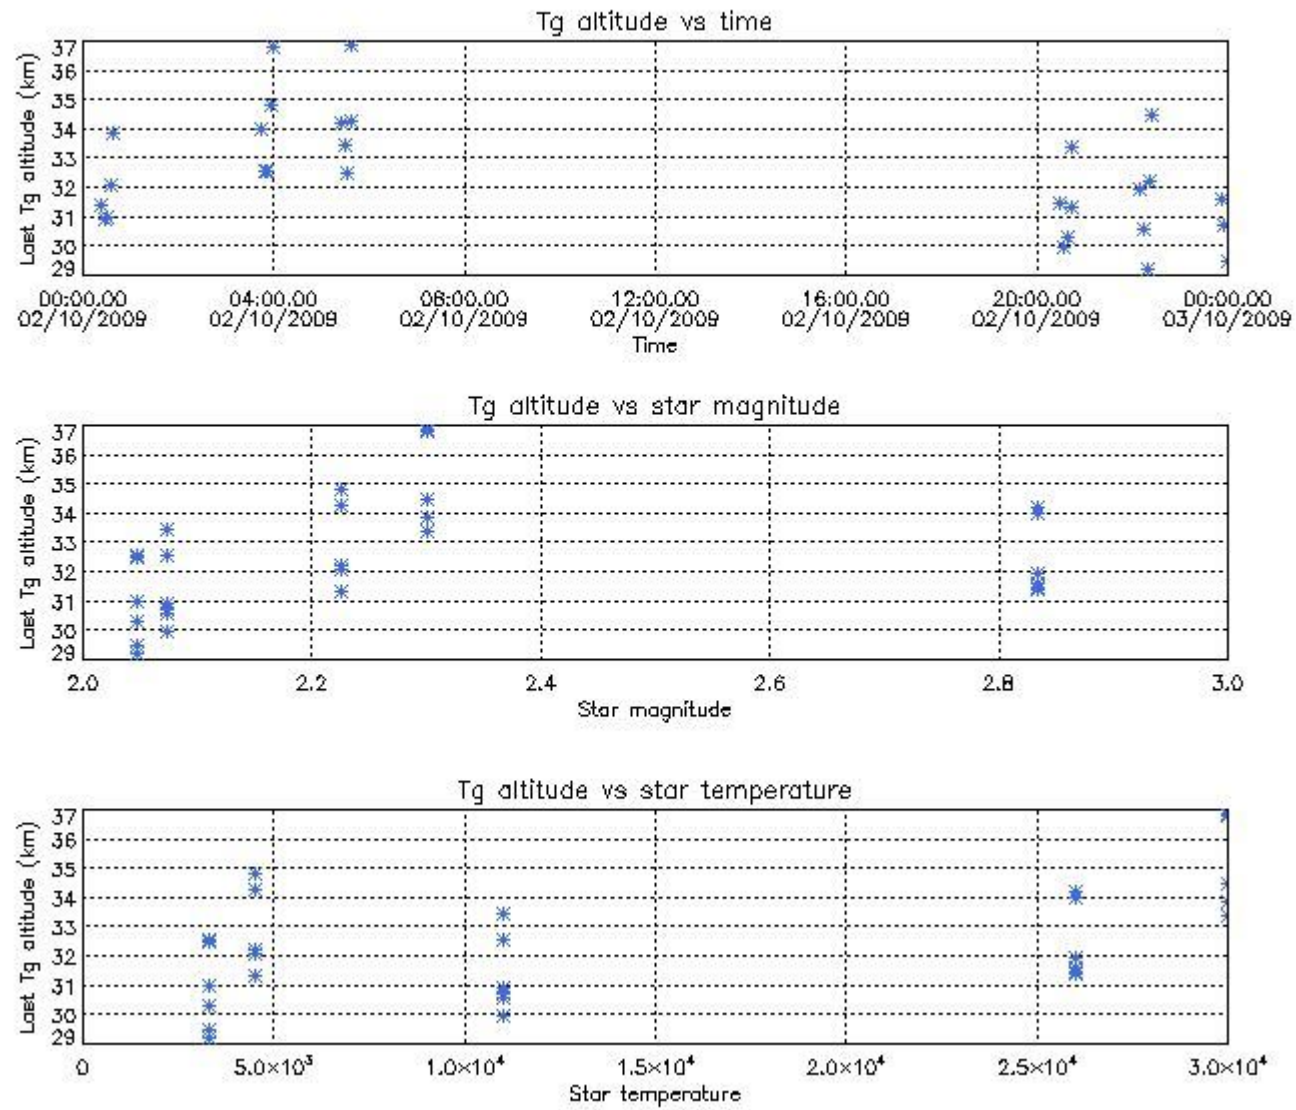 Tg altitude vs time
Last Tg altitude (km)
37
36
35
34
33
32
31
30
29
00:00.00 04:00.00 08:00.00 12:00.00 16:00.00 20:00.00 00:00.00
02/10/2009 02/10/2009 02/10/2009 02/10/2009 02/10/2009 02/10/2009 03/10/2009
Time
Tg altitude vs star magnitude
Last Tg altitude (km)
37
36
35
34
33
32
31
30
29
2.0 2.2 2.4 2.6 2.8 3.0
Star magnitude
Tg altitude vs star temperature
Last Tg altitude (km)
37
36
35
34
33
32
31
30
29
0 5.0×10³ 1.0×10⁴ 1.5×10⁴ 2.0×10⁴ 2.5×10⁴ 3.0×10⁴
Star temperature